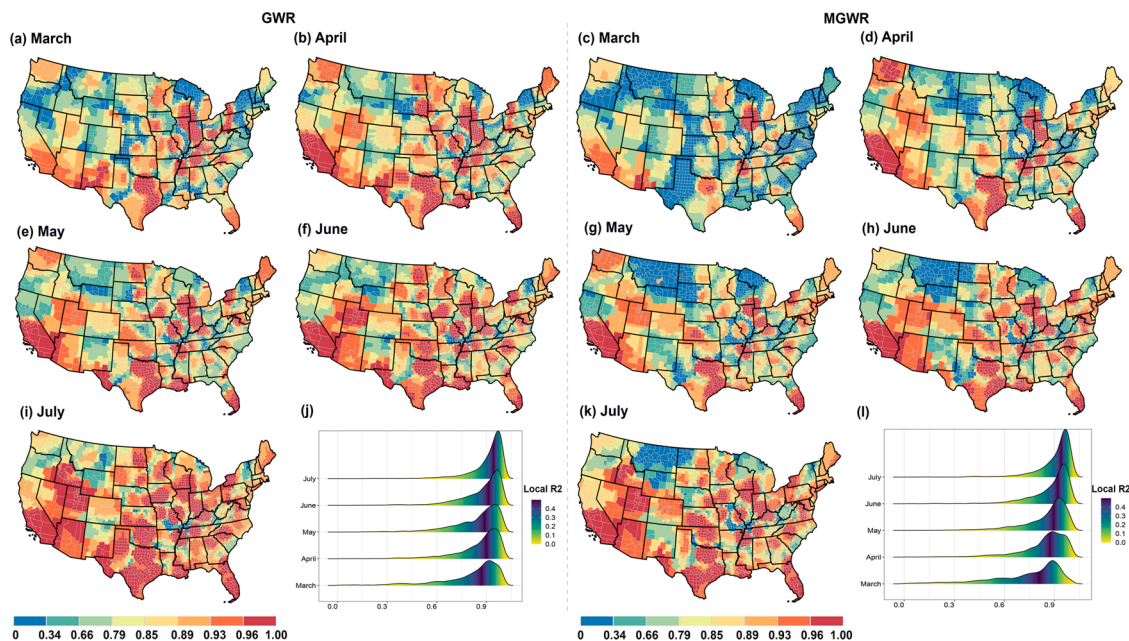 GWR
MGWR
(a) March
(b) April
(c) March
(d) April
(e) May
(f) June
(g) May
(h) June
(i) July
(j)
July
June
May
April
March
0.0 0.3 0.6 0.9
Local R2
0.4
0.3
0.2
0.1
0.0
(k) July
(l)
July
June
May
April
March
0.0 0.3 0.6 0.9
Local R2
0.4
0.3
0.2
0.1
0.0
0 0.34 0.66 0.79 0.85 0.89 0.93 0.96 1.00
0 0.34 0.66 0.79 0.85 0.89 0.93 0.96 1.00